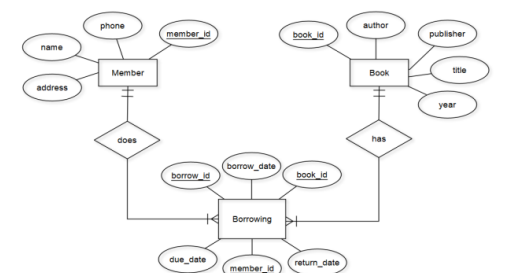 phone
author
name
member_id
book_id
publisher
Member
Book
title
address
year
does
has
borrow_date
borrow_id
book_id
Borrowing
due_date
member_id
return_date